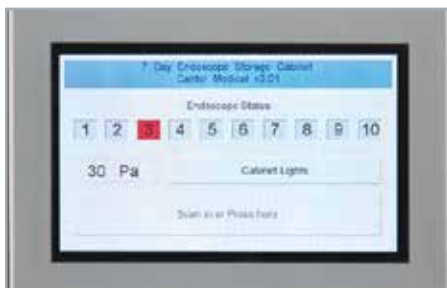 7 Day Endoscope Storage Cabinet
Cantel Medical v3.01
Endoscope Status
1 2 3 4 5 6 7 8 9 10
30 Pa
Cabinet Lights
Scan in or Press here